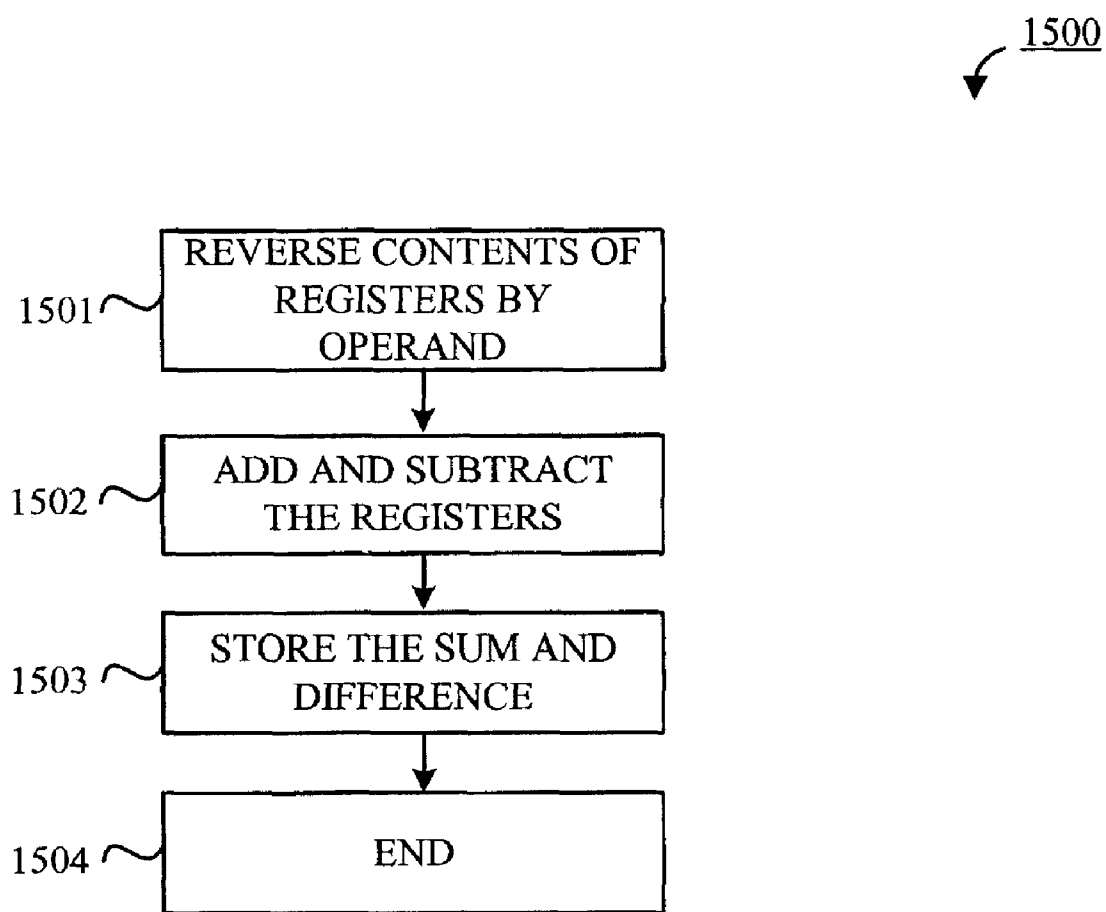 1500
REVERSE CONTENTS OF
REGISTERS BY
OPERAND
1501
ADD AND SUBTRACT
THE REGISTERS
1502
STORE THE SUM AND
DIFFERENCE
1503
END
1504